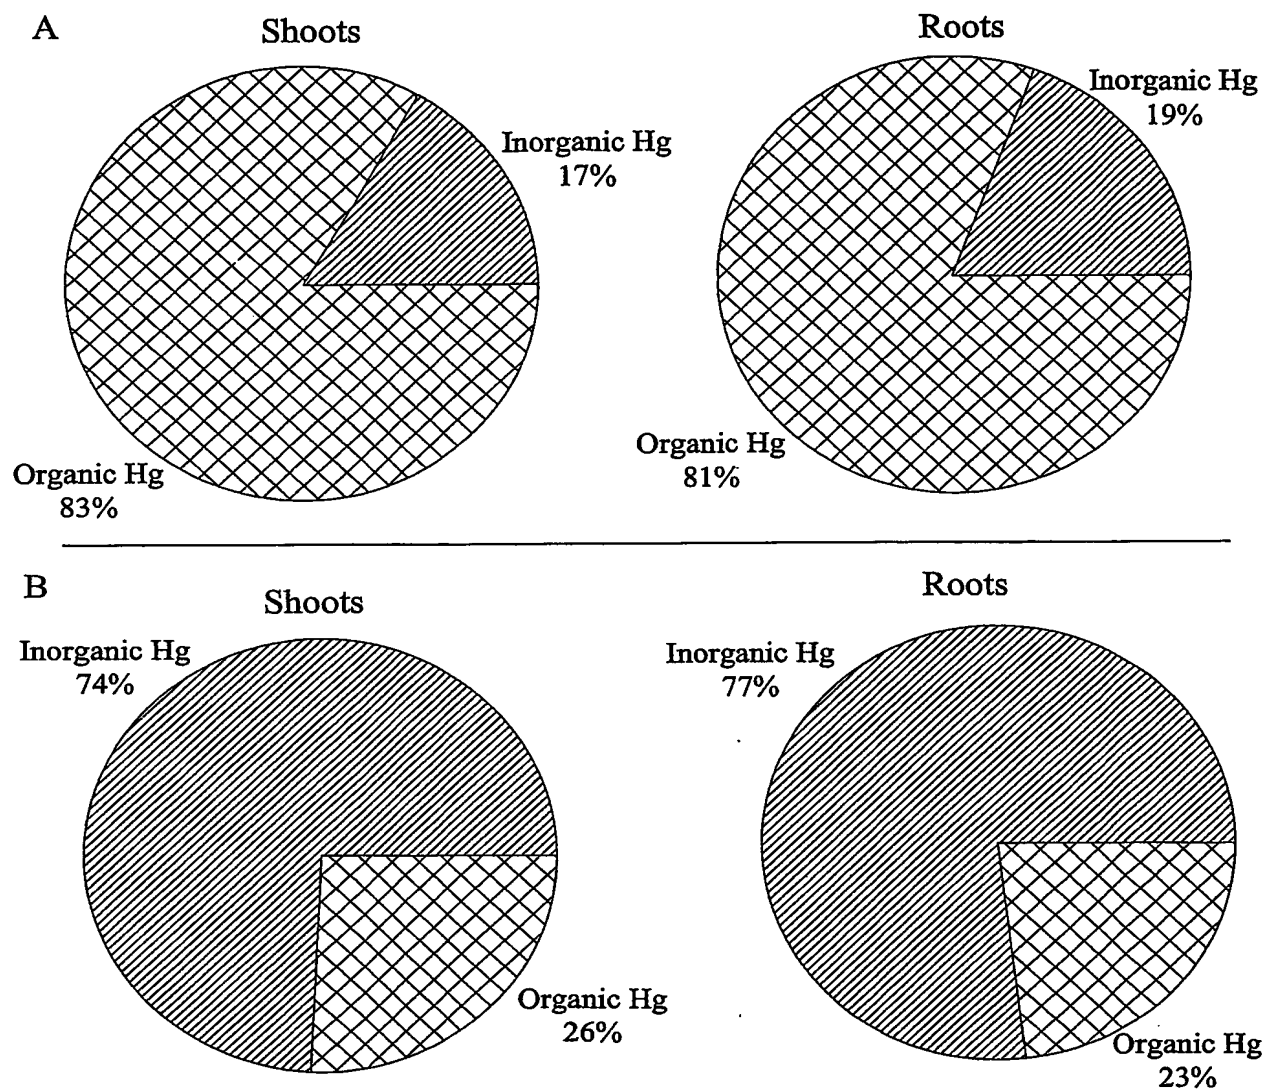 A
Shoots
Roots
Inorganic Hg
17%
Inorganic Hg
19%
Organic Hg
83%
Organic Hg
81%
B
Shoots
Roots
Inorganic Hg
74%
Inorganic Hg
77%
Organic Hg
26%
Organic Hg
23%